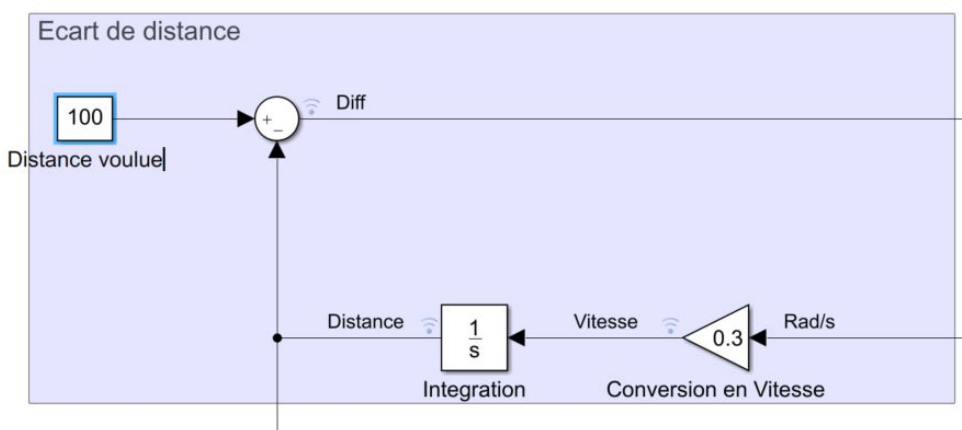 Ecart de distance
100
Distance voulue
+
_
Diff
Distance
1
s
Integration
Vitesse
0.3
Conversion en Vitesse
Rad/s